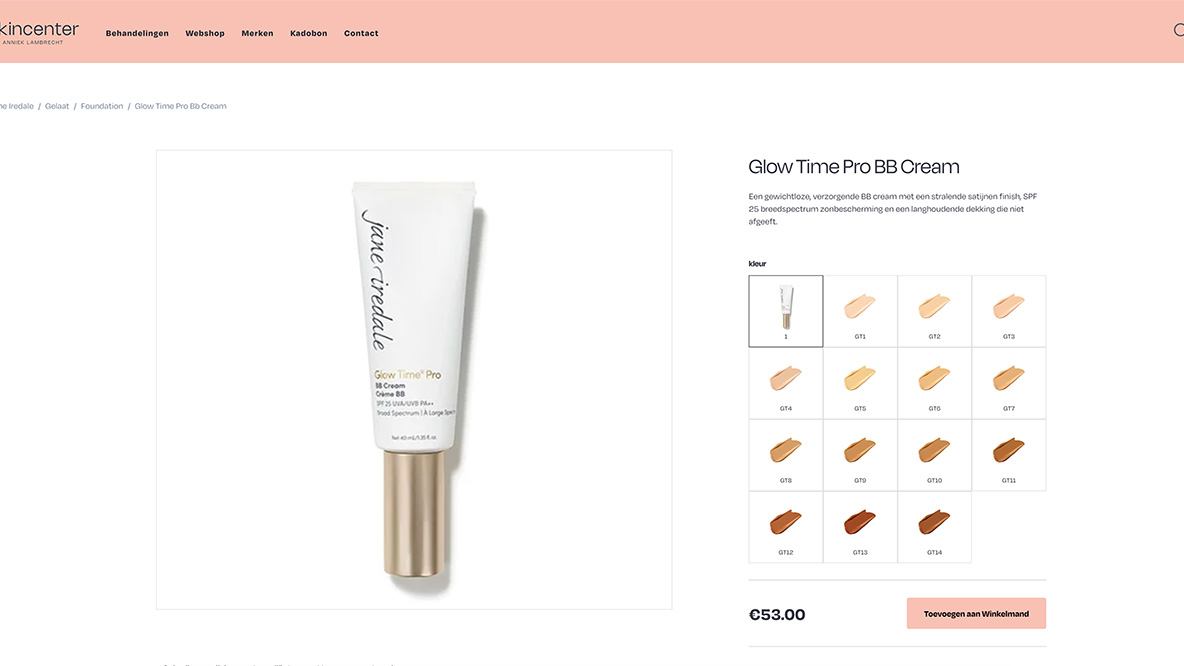 kincenter
ANNIEK LAMBRECHT
Behandelingen Webshop Merken Kadobon Contact
Iredale / Gelaat / Foundation / Glow Time Pro Bb Cream
jane iredale
Glow Time® Pro
BB Cream
Crème BB
SPF 25 UVA/UVB PA++
Broad Spectrum | À Large Spec
Net 40 mL/1.35 fl. oz.
Glow Time Pro BB Cream
Een gewichtloze, verzorgende BB cream met een stralende satijnen finish, SPF
25 breedspectrum zonbescherming en een langhoudende dekking die niet
afgeeft.
kleur
1 GT1 GT2 GT3
GT4 GT5 GT6 GT7
GT8 GT9 GT10 GT11
GT12 GT13 GT14
€53.00
Toevoegen aan Winkelmand